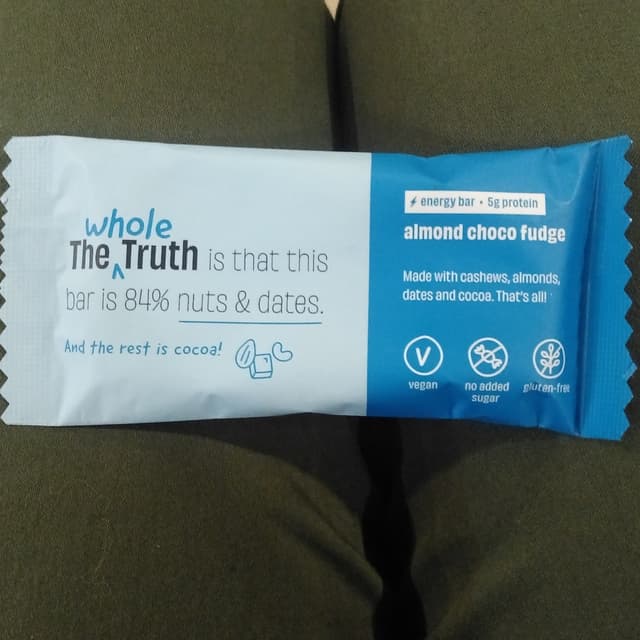 whole
The ^ Truth is that this
bar is 84% nuts & dates.
And the rest is cocoa!
energy bar • 5g protein
almond choco fudge
Made with cashews, almonds,
dates and cocoa. That's all!
V
vegan
no added
sugar
gluten-free